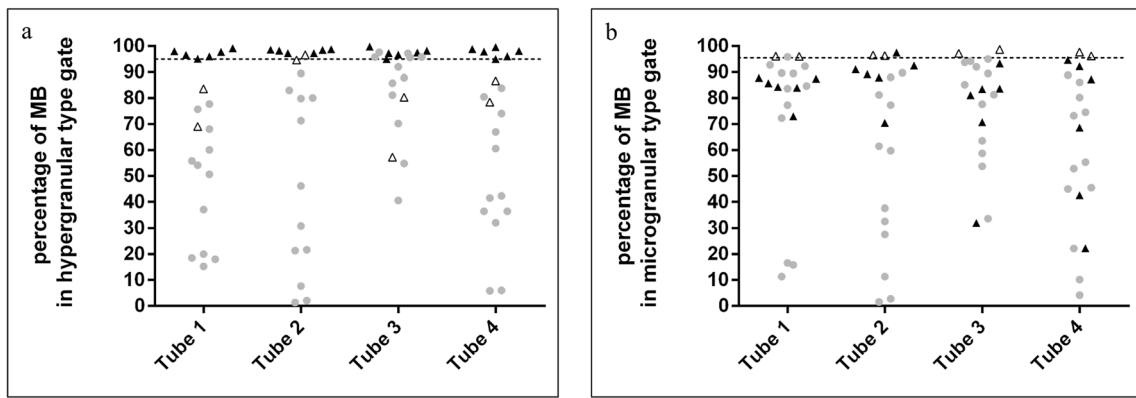 a
percentage of MB
in hypergranular type gate
100
90
80
70
60
50
40
30
20
10
0
Tube 1
Tube 2
Tube 3
Tube 4
b
percentage of MB
in microgranular type gate
100
90
80
70
60
50
40
30
20
10
0
Tube 1
Tube 2
Tube 3
Tube 4